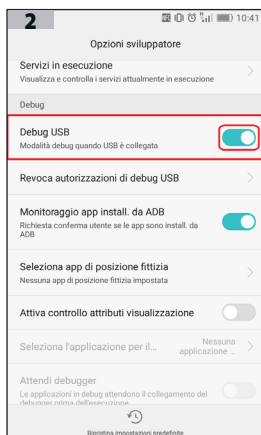 2
10:41
Opzioni sviluppatore
Servizi in esecuzione
Visualizza e controlla i servizi attualmente in esecuzione
Debug
Debug USB
Modalità debug quando USB è collegata
Revoca autorizzazioni di debug USB
Monitoraggio app install. da ADB
Richiesta conferma utente se le app sono install. da
ADB
Seleziona app di posizione fittizia
Nessuna app di posizione fittizia impostata
Attiva controllo attributi visualizzazione
Seleziona l'applicazione per il...
Nessuna
applicazione ...
Attendi debugger
Le applicazioni in debug attendono il collegamento del
debugger prima dell'esecuzione
Ripristina impostazioni predefinite